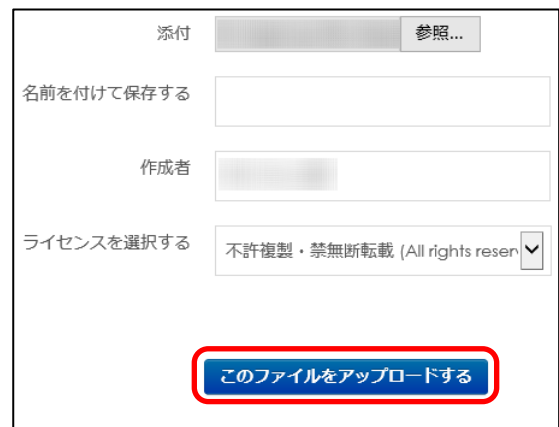 添付 参照...
名前を付けて保存する
作成者
ライセンスを選択する 不許複製・禁無断転載 (All rights reser
このファイルをアップロードする